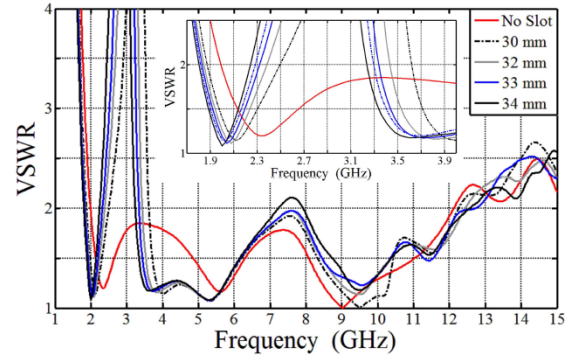 VSWR
4
3
2
1
1 2 3 4 5 6 7 8 9 10 11 12 13 14 15
Frequency (GHz)
VSWR
2
1
1.9 2.3 2.7 3.1 3.5 3.9
Frequency (GHz)
No Slot
30 mm
32 mm
33 mm
34 mm